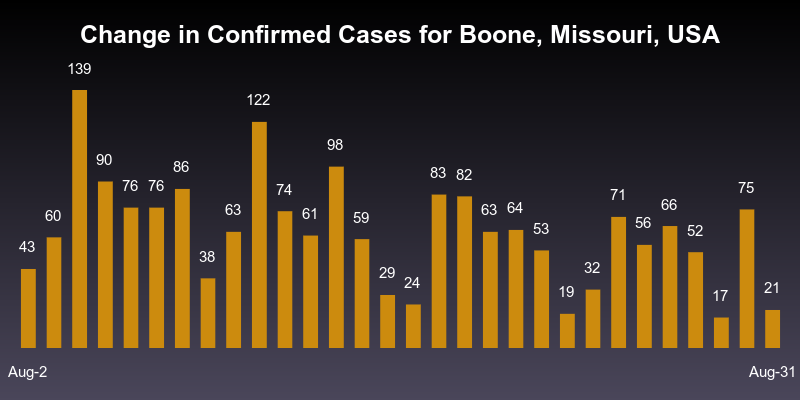 Change in Confirmed Cases for Boone, Missouri, USA
43 60 139 90 76 76 86 38 63 122 74 61 98 59 29 24 83 82 63 64 53 19 32 71 56 66 52 17 75 21
Aug-2 Aug-31